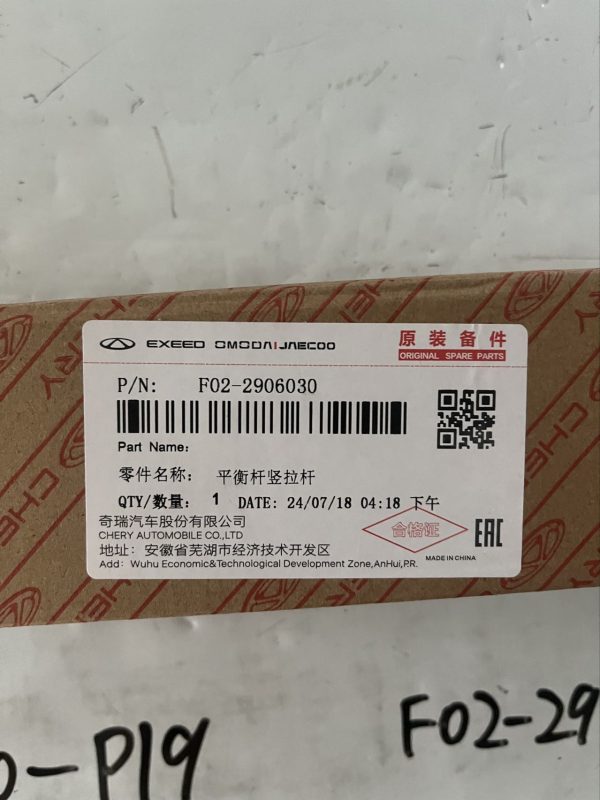 EXEED OMODA | JAECOO
原装备件
ORIGINAL SPARE PARTS
P/N: F02-2906030
Part Name:
零件名称: 平衡杆竖拉杆
QTY/数量: 1 DATE: 24/07/18 04:18 下午
奇瑞汽车股份有限公司
CHERY AUTOMOBILE CO.,LTD
合格证
EAC
地址: 安徽省芜湖市经济技术开发区
MADE IN CHINA
Add: Wuhu Economic&Technological Development Zone,AnHui,P.R.
CHERY
CHERY
CHERY
-P19
F02-29